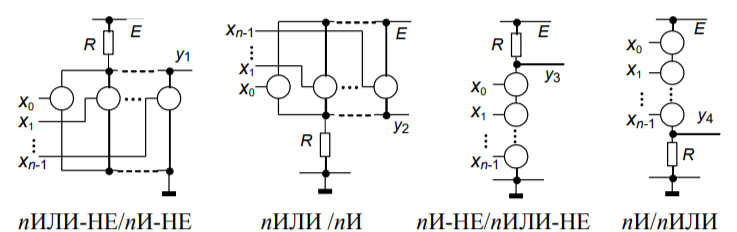 E
R
y1
x0
x1
xn-1
nИЛИ-НЕ/nИ-НЕ
xn-1
E
x1
x0
y2
R
nИЛИ /nИ
E
R
y3
x0
x1
xn-1
nИ-НЕ/nИЛИ-НЕ
E
x0
x1
xn-1
y4
R
nИ/nИЛИ